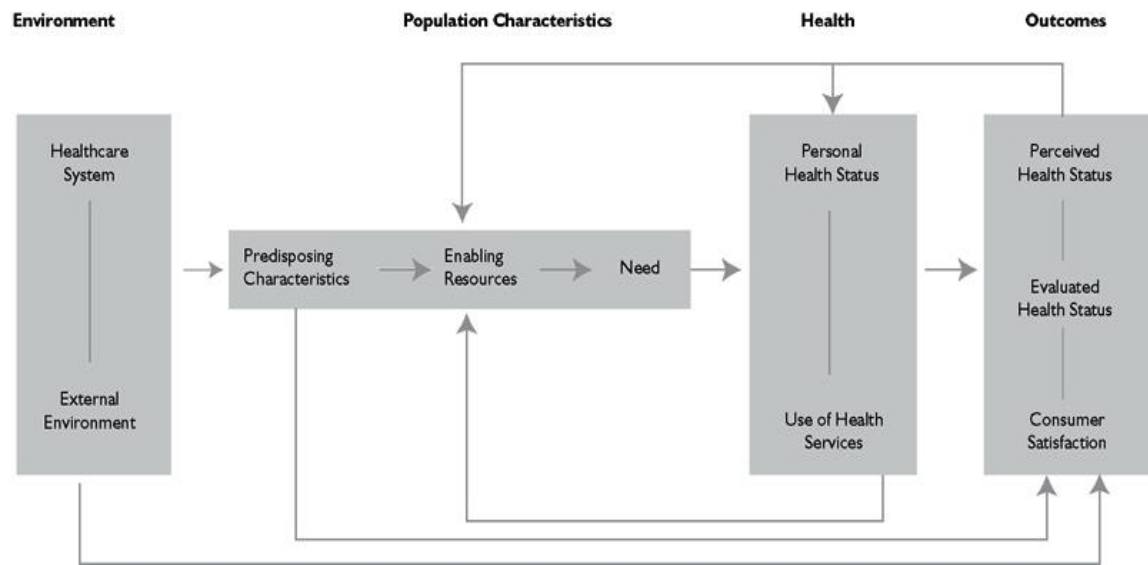 Environment
Population Characteristics
Health
Outcomes
Healthcare
System
External
Environment
Predisposing
Characteristics
Enabling
Resources
Need
Personal
Health Status
Use of Health
Services
Perceived
Health Status
Evaluated
Health Status
Consumer
Satisfaction